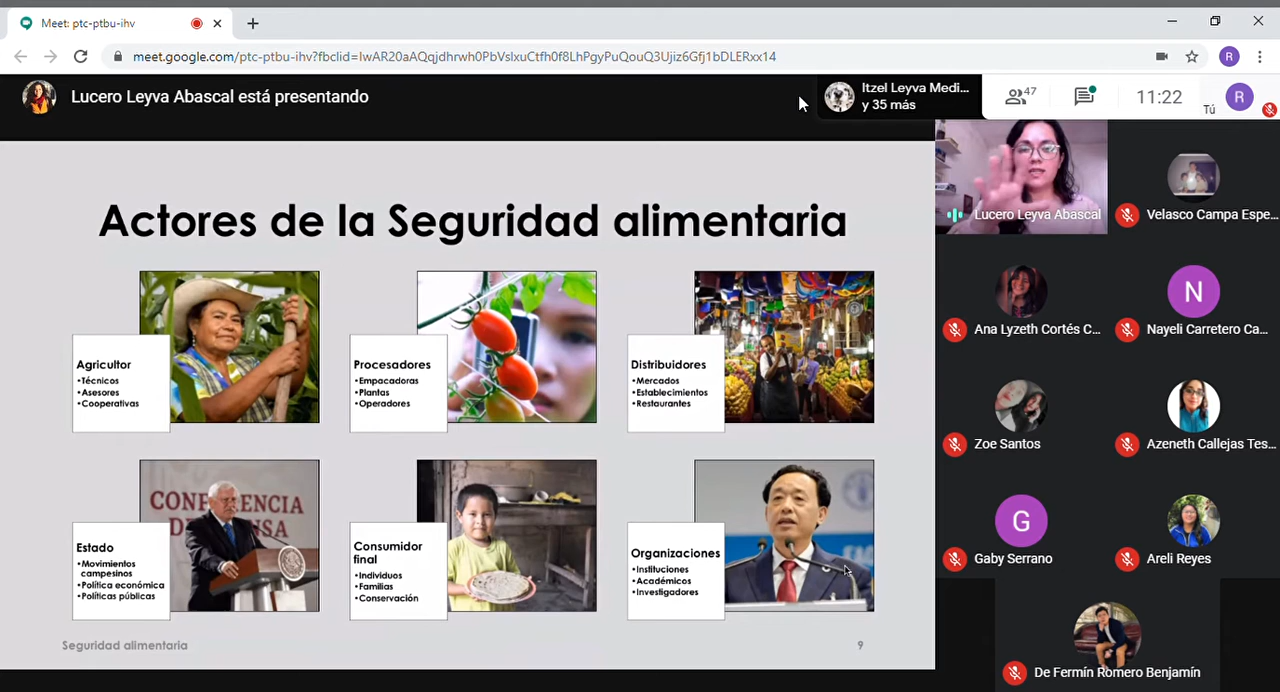 Meet: ptc-ptbu-ihv
meet.google.com/ptc-ptbu-ihv?fbclid=IwAR20aAQqjdhrwh0PbVslxuCtfh0f8LhPgyPuQouQ3Ujiz6Gfj1bDLERxx14
R
Lucero Leyva Abascal está presentando
Itzel Leyva Medi...
y 35 más
47
11:22
Tú
R
Actores de la Seguridad alimentaria
Agricultor
•Técnicos
•Asesores
•Cooperativas
Procesadores
•Empacadoras
•Plantas
•Operadores
Distribuidores
•Mercados
•Establecimientos
•Restaurantes
CONFERENCIA
Estado
•Movimientos
campesinos
•Política económica
•Políticas públicas
Consumidor
final
•Individuos
•Familias
•Conservación
Organizaciones
•Instituciones
•Académicos
•Investigadores
Seguridad alimentaria
9
Lucero Leyva Abascal
Velasco Campa Espe...
Ana Lyzeth Cortés C...
N
Nayeli Carretero Ca...
Zoe Santos
Azeneth Callejas Tes...
G
Gaby Serrano
Areli Reyes
De Fermín Romero Benjamín